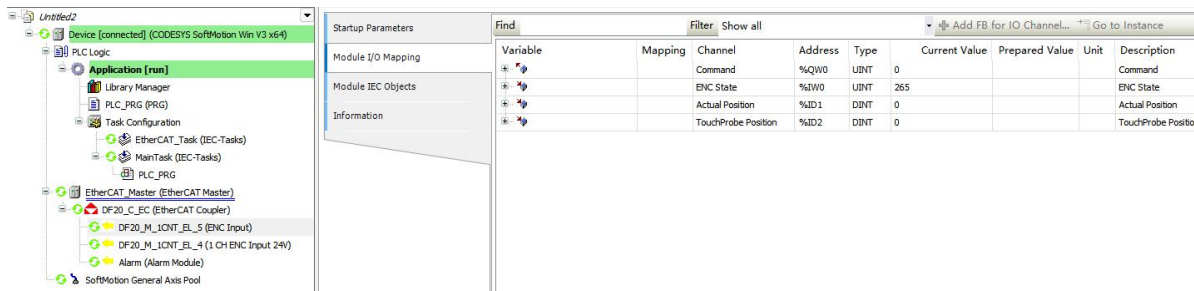 Untitled2
Device [connected] (CODESYS SoftMotion Win V3 x64)
PLC Logic
Application [run]
Library Manager
PLC_PRG (PRG)
Task Configuration
EtherCAT_Task (IEC-Tasks)
MainTask (IEC-Tasks)
PLC_PRG
EtherCAT_Master (EtherCAT Master)
DF20_C_EC (EtherCAT Coupler)
DF20_M_1CNT_EL_5 (ENC Input)
DF20_M_1CNT_EL_4 (1 CH ENC Input 24V)
Alarm (Alarm Module)
SoftMotion General Axis Pool
Startup Parameters
Module I/O Mapping
Module IEC Objects
Information
Find Filter Show all Add FB for IO Channel... Go to Instance
Variable Mapping Channel Address Type Current Value Prepared Value Unit Description
Command %QW0 UINT 0 Command
ENC State %IW0 UINT 265 ENC State
Actual Position %ID1 DINT 0 Actual Position
TouchProbe Position %ID2 DINT 0 TouchProbe Positio